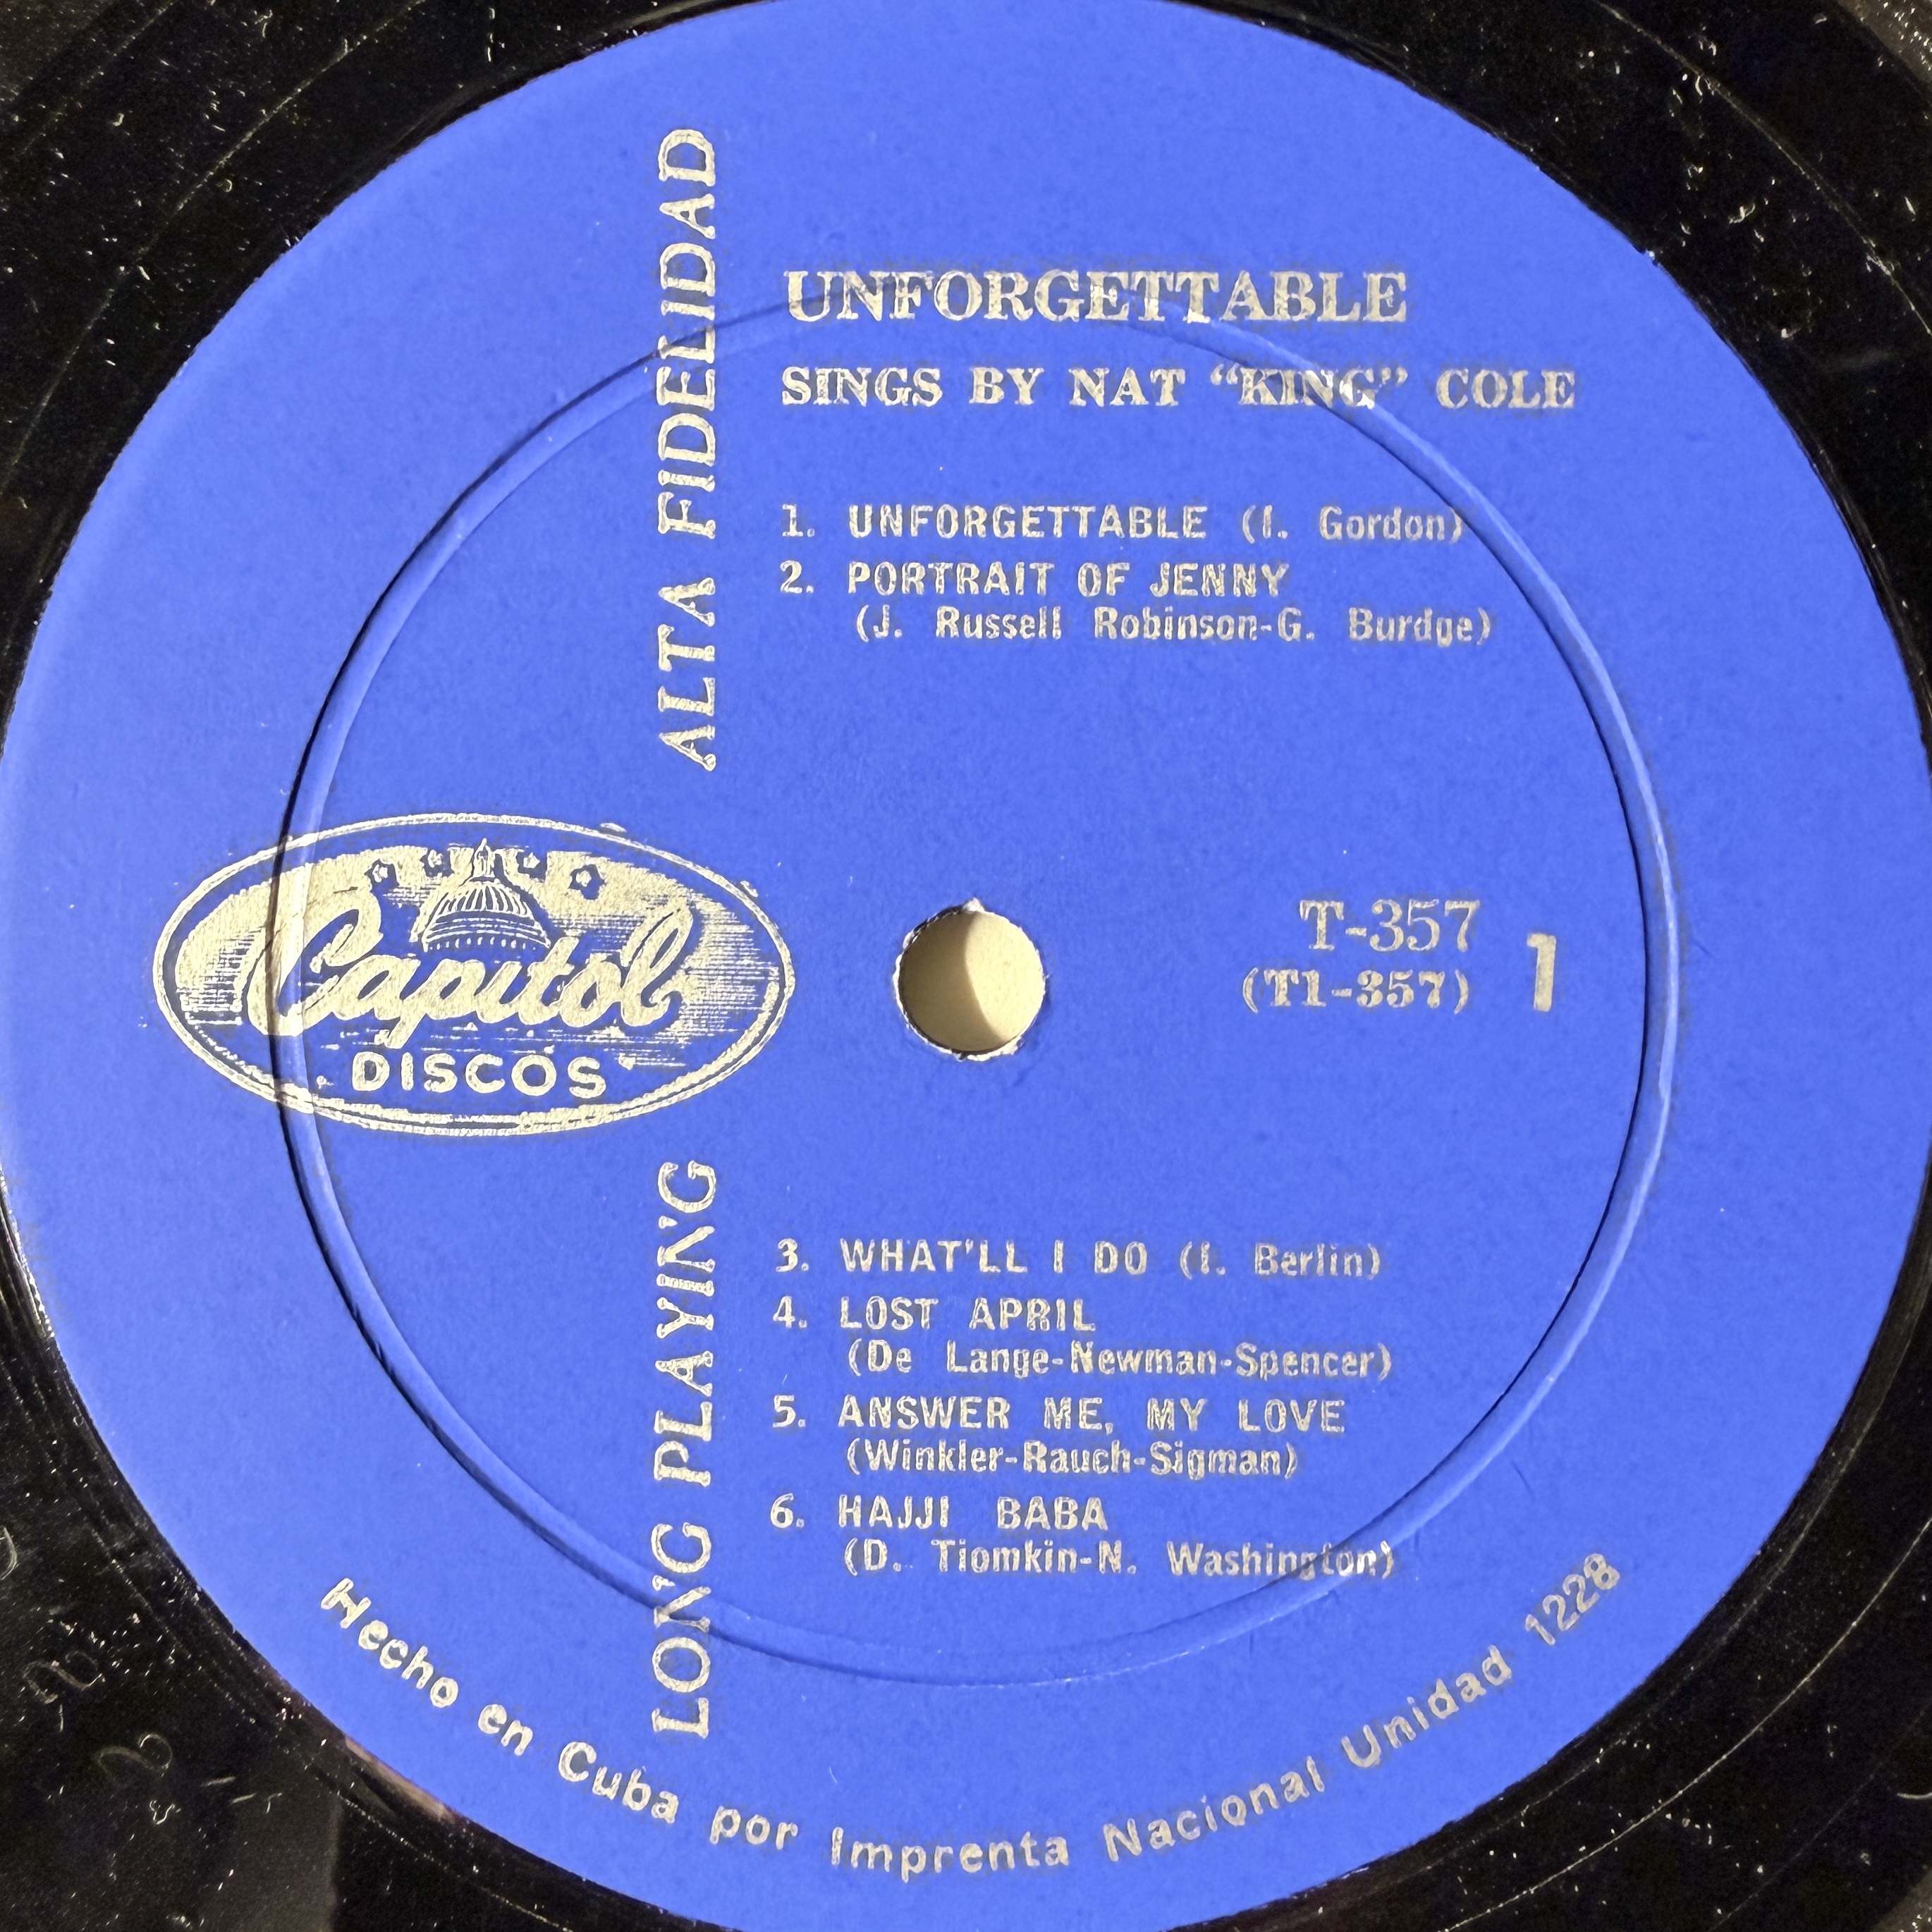 ALTA FIDELIDAD
UNFORGETTABLE
SINGS BY NAT “KING” COLE
1. UNFORGETTABLE (I. Gordon)
2. PORTRAIT OF JENNY
(J. Russell Robinson-G. Burdge)
Capitol
DISCOS
T-357
(T1-357)
1
LONG PLAYING
3. WHAT'LL I DO (I. Berlin)
4. LOST APRIL
(De Lange-Newman-Spencer)
5. ANSWER ME, MY LOVE
(Winkler-Rauch-Sigman)
6. HAJJI BABA
(D. Tiomkin-N. Washington)
Hecho en Cuba por Imprenta Nacional Unidad 1228